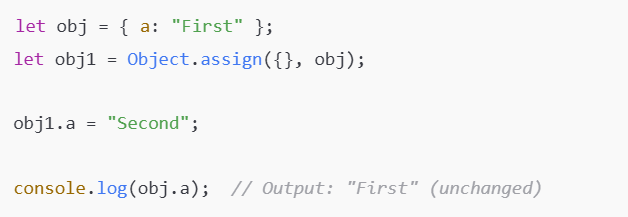 let obj = { a: "First" };
let obj1 = Object.assign({}, obj);
obj1.a = "Second";
console.log(obj.a);  // Output: "First" (unchanged)